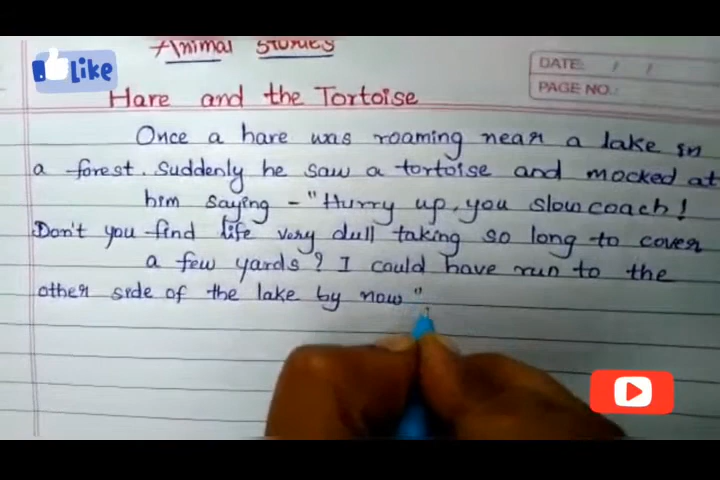 Like
Animal Stories
DATE: / /
PAGE NO.:
Hare and the Tortoise
Once a hare was roaming near a lake in
a forest. Suddenly he saw a tortoise and mocked at
him saying - "Hurry up, you slow coach!
Don't you find life very dull taking so long to cover
a few yards? I could have run to the
other side of the lake by now"